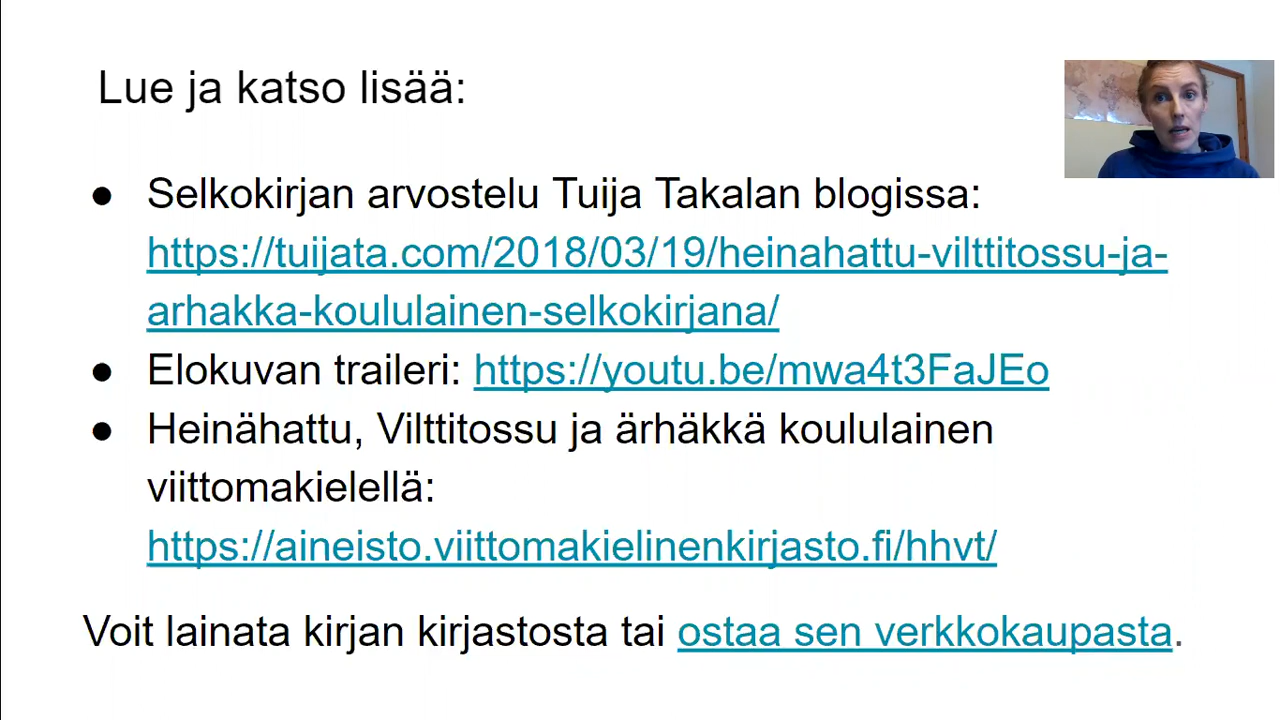 Lue ja katso lisää:
● Selkokirjan arvostelu Tuija Takalan blogissa:
https://tuijata.com/2018/03/19/heinahattu-vilttitossu-ja-
arhakka-koululainen-selkokirjana/
● Elokuvan traileri: https://youtu.be/mwa4t3FaJEo
● Heinähattu, Vilttitossu ja ärhäkkä koululainen
viittomakielellä:
https://aineisto.viittomakielinenkirjasto.fi/hhvt/
Voit lainata kirjan kirjastosta tai ostaa sen verkkokaupasta.